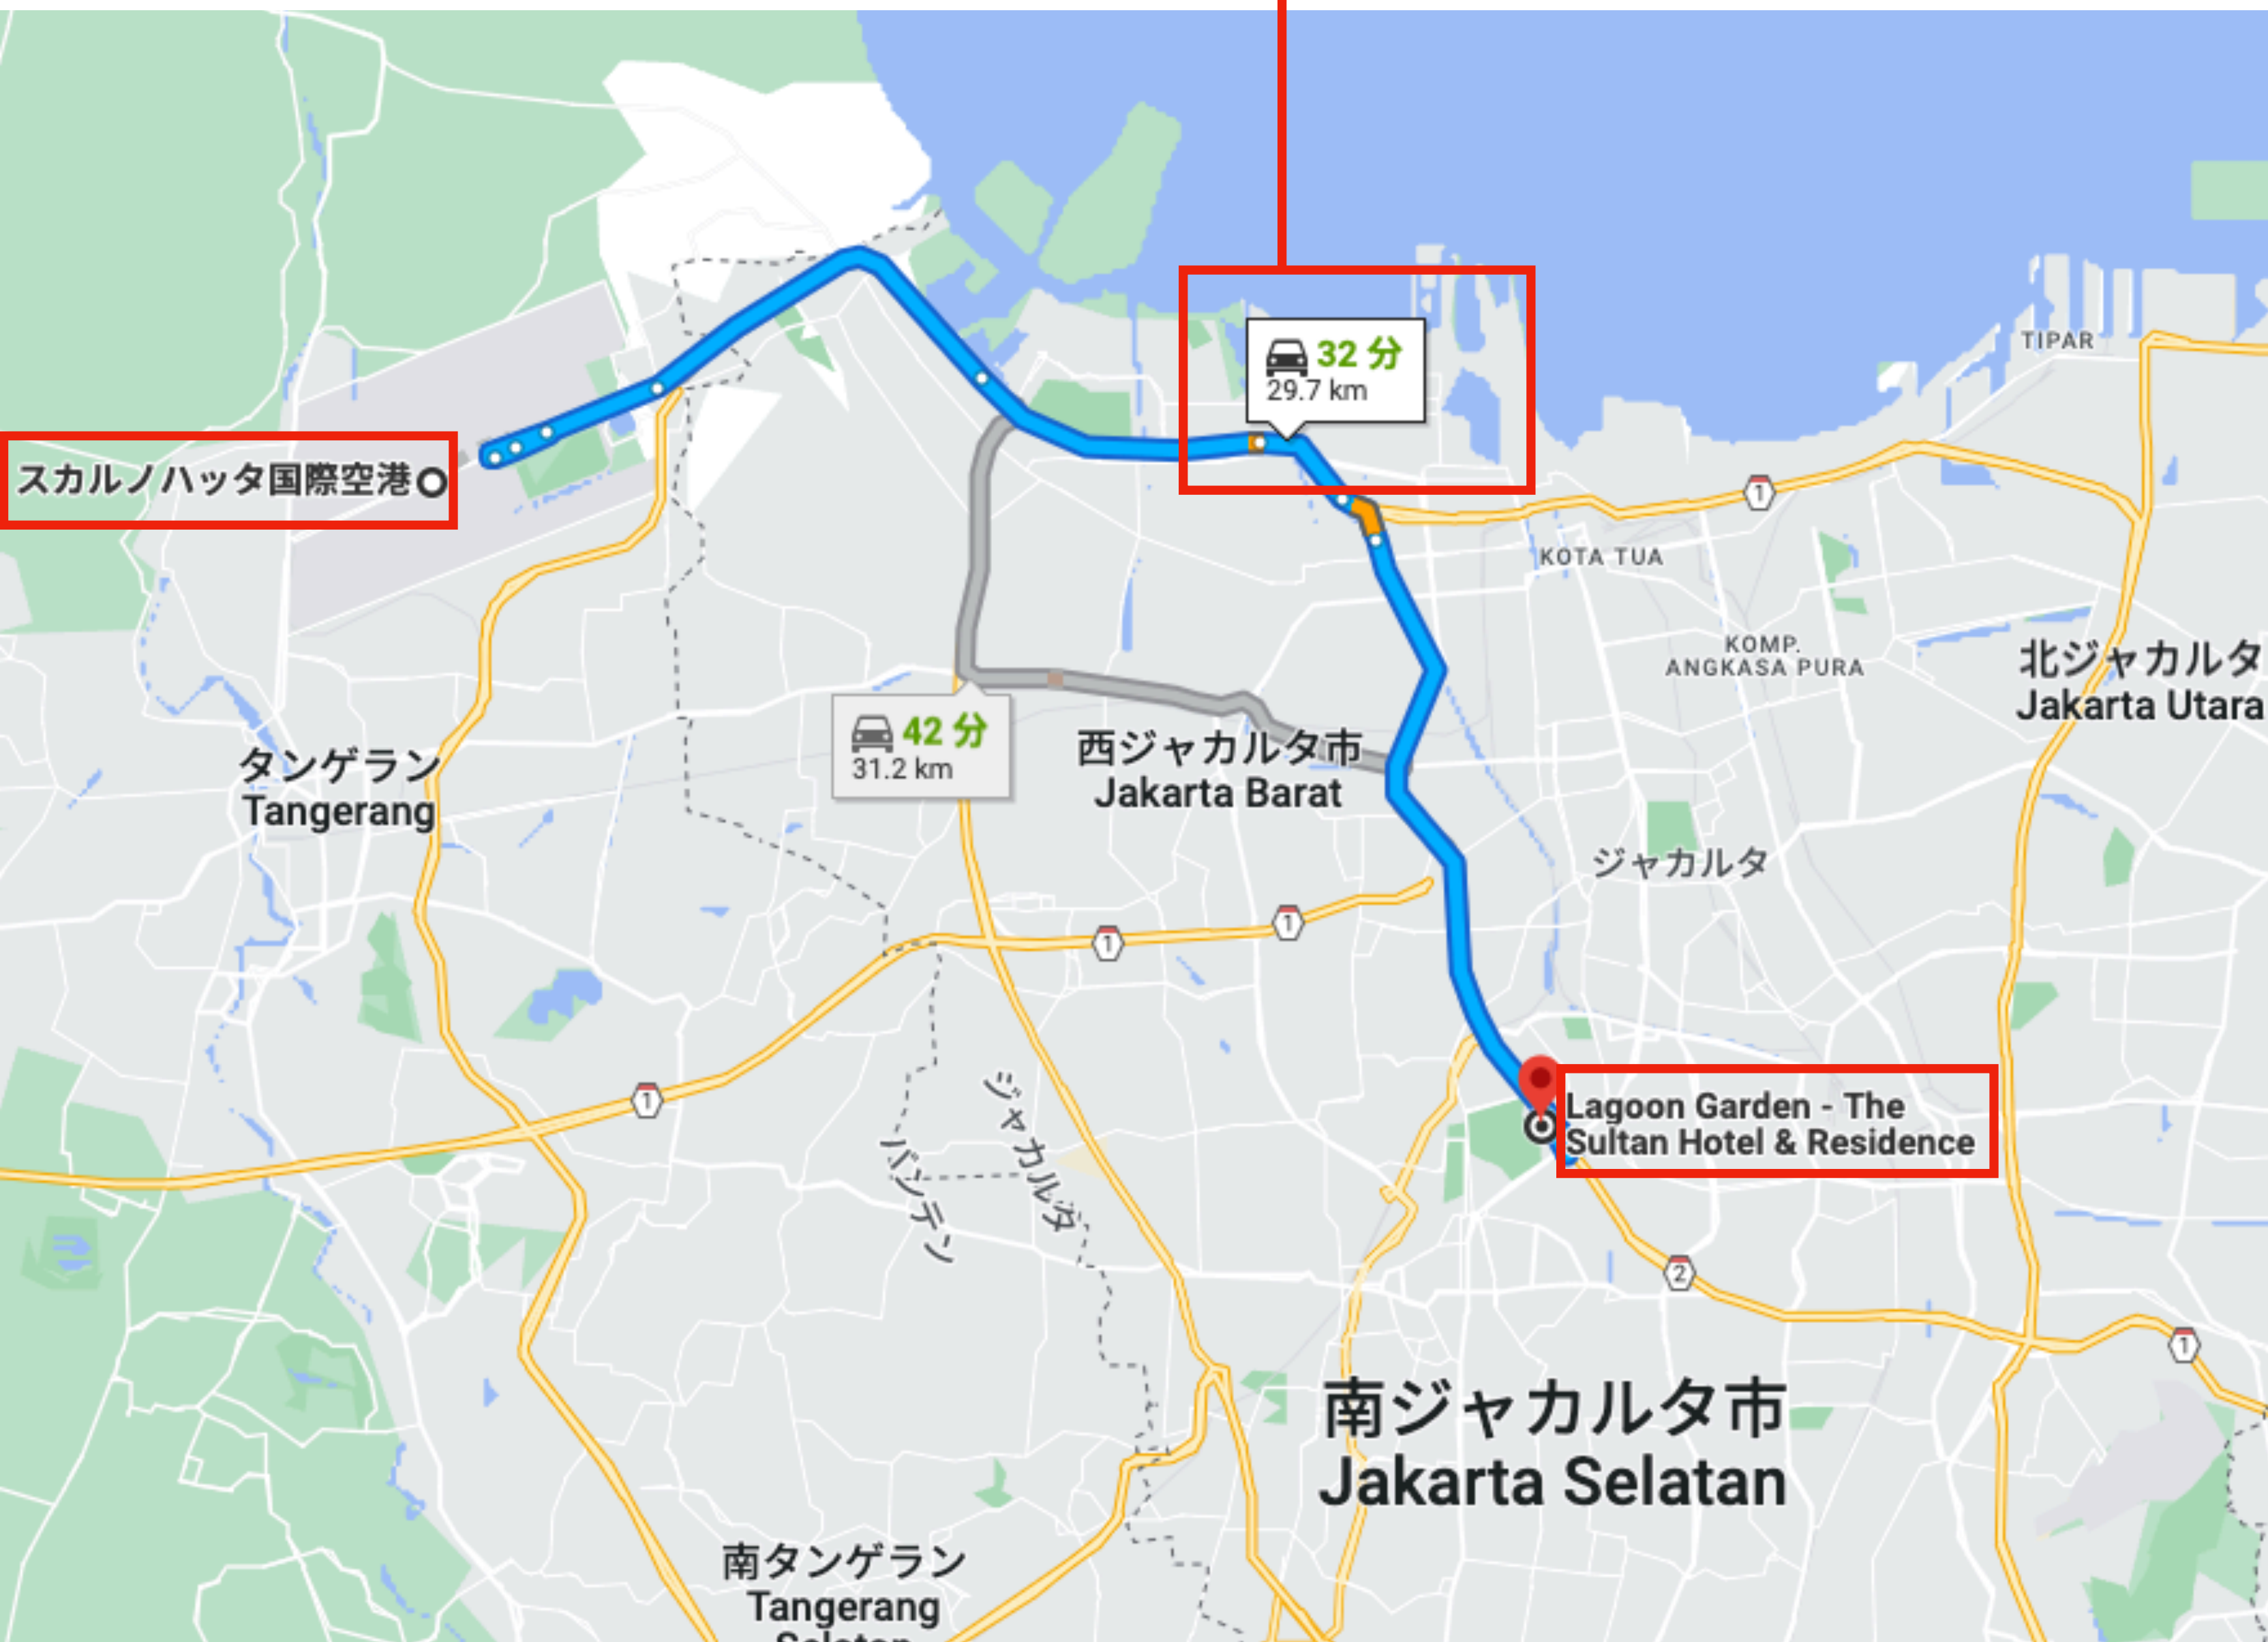 32 分
29.7 km
TIPAR
スカルノハッタ国際空港
1
KOTA TUA
KOMP.
ANGKASA PURA
北ジャカルタ
Jakarta Utara
42 分
31.2 km
西ジャカルタ市
Jakarta Barat
タンゲラン
Tangerang
ジャカルタ
1
1
1
Lagoon Garden - The
Sultan Hotel & Residence
ジャカルタ
バンテン
2
1
南ジャカルタ市
Jakarta Selatan
南タンゲラン
Tangerang
Selatan